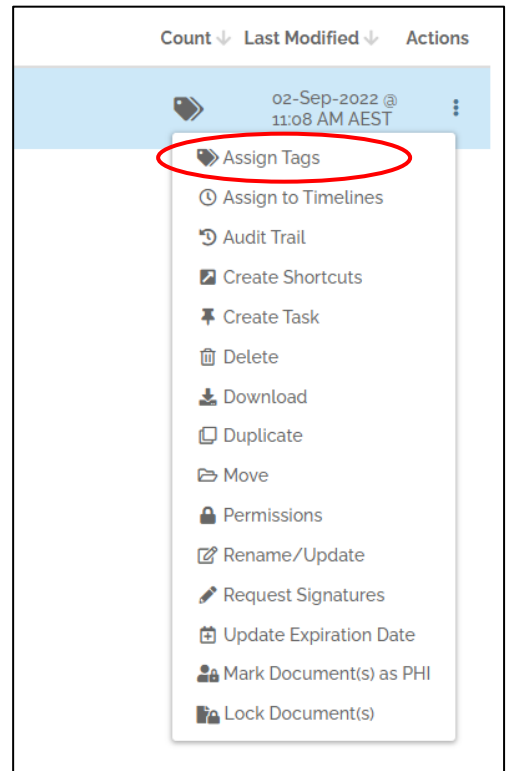 Count Last Modified Actions
02-Sep-2022 @
11:08 AM AEST
Assign Tags
Assign to Timelines
Audit Trail
Create Shortcuts
Create Task
Delete
Download
Duplicate
Move
Permissions
Rename/Update
Request Signatures
Update Expiration Date
Mark Document(s) as PHI
Lock Document(s)